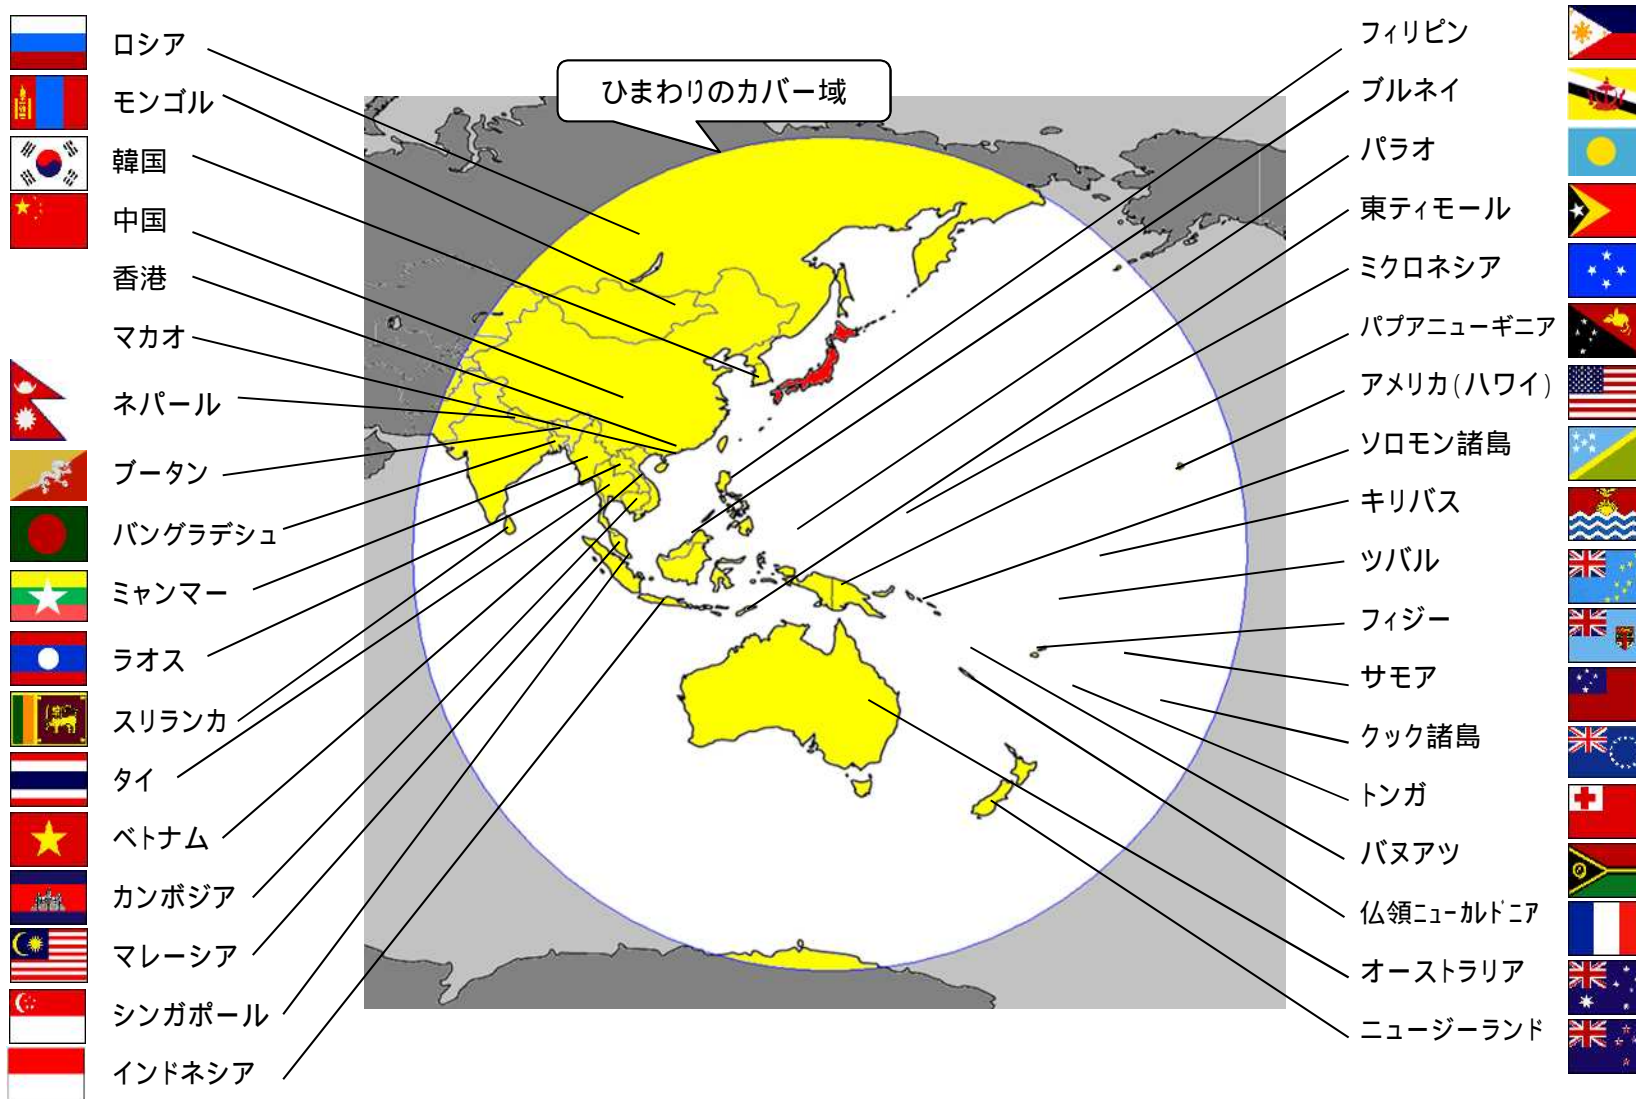 ひまわりのカバー域
ロシア
モンゴル
韓国
中国
香港
マカオ
ネパール
ブータン
バングラデシュ
ミャンマー
ラオス
スリランカ
タイ
ベトナム
カンボジア
マレーシア
シンガポール
インドネシア
フィリピン
ブルネイ
パラオ
東ティモール
ミクロネシア
パプアニューギニア
アメリカ(ハワイ)
ソロモン諸島
キリバス
ツバル
フィジー
サモア
クック諸島
トンガ
バヌアツ
仏領ニューカルドニア
オーストラリア
ニュージーランド